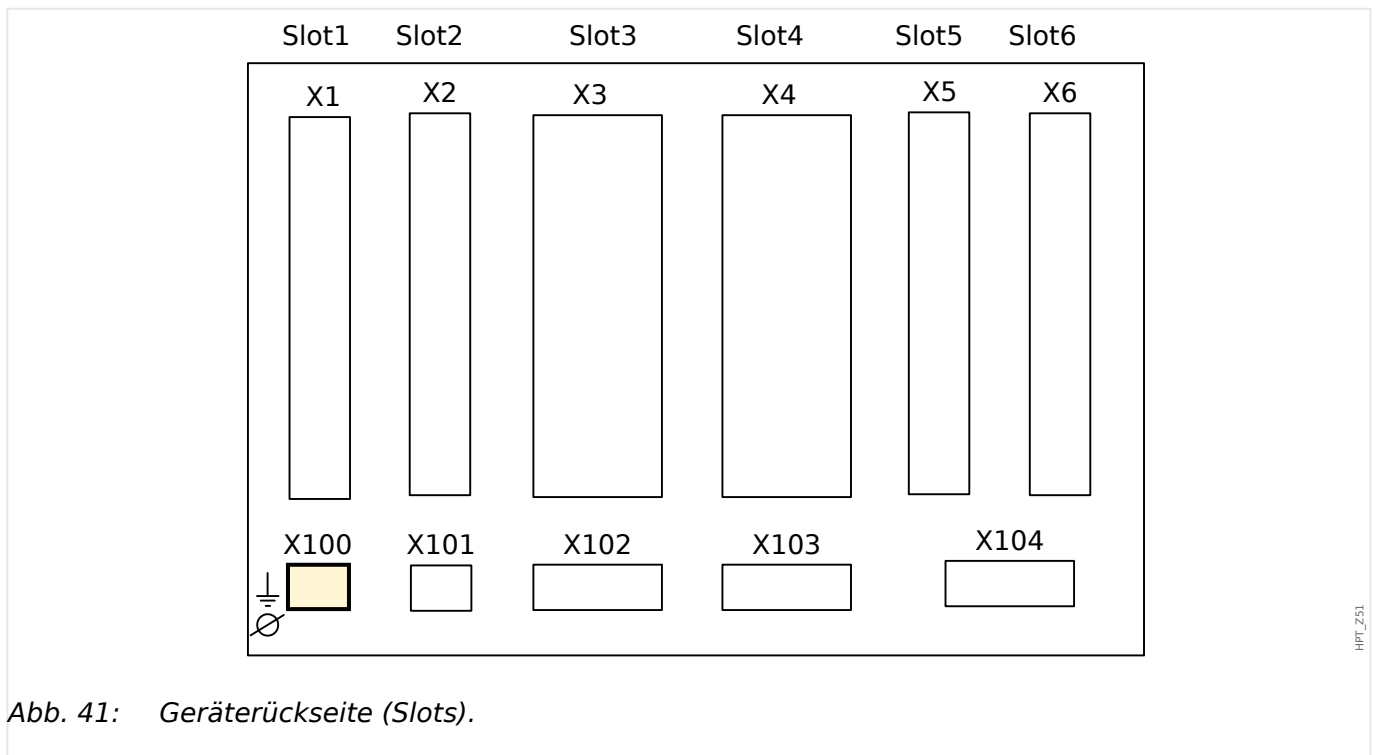 Slot1 Slot2 Slot3 Slot4 Slot5 Slot6
X1 X2 X3 X4 X5 X6
X100 X101 X102 X103 X104
HPT_Z51
Abb. 41: Geräterückseite (Slots).